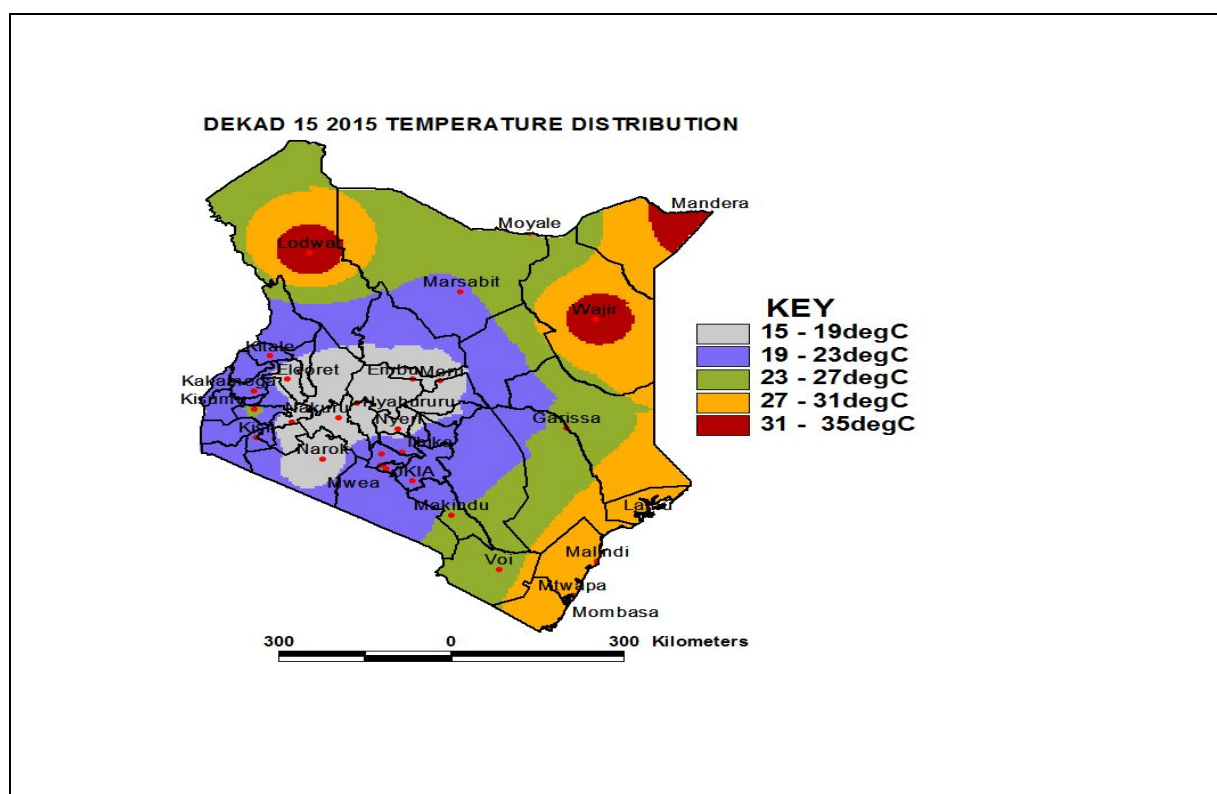 DEKAD 15 2015 TEMPERATURE DISTRIBUTION
Mandera
Moyale
Lodwar
Marsabit
Wajir
KEY
15 - 19degC
19 - 23degC
23 - 27degC
27 - 31degC
31 - 35degC
Kitale
Eldoret
Embu
Meru
Kakamega
Kisumu
Nakuru
Nyahururu
Nyeri
Garissa
Kisii
Thika
Narok
JKIA
Mwea
Makindu
Lamu
Voi
Malindi
Mtwapa
Mombasa
300 0 300 Kilometers